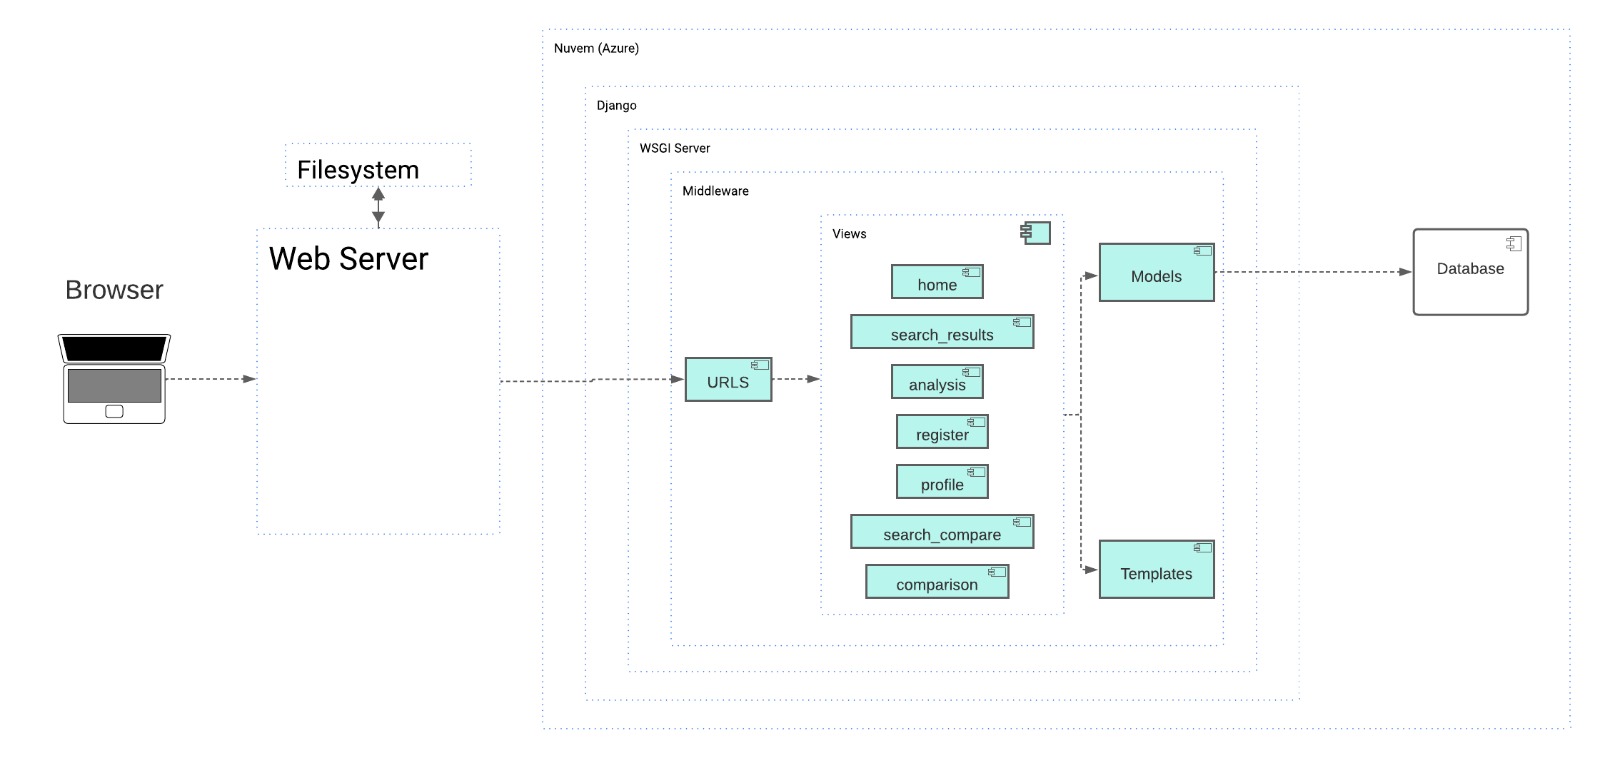 Nuvem (Azure)
Django
WSGI Server
Filesystem
Middleware
Web Server
Views
Browser
home
search_results
analysis
register
profile
search_compare
comparison
URLS
Models
Templates
Database